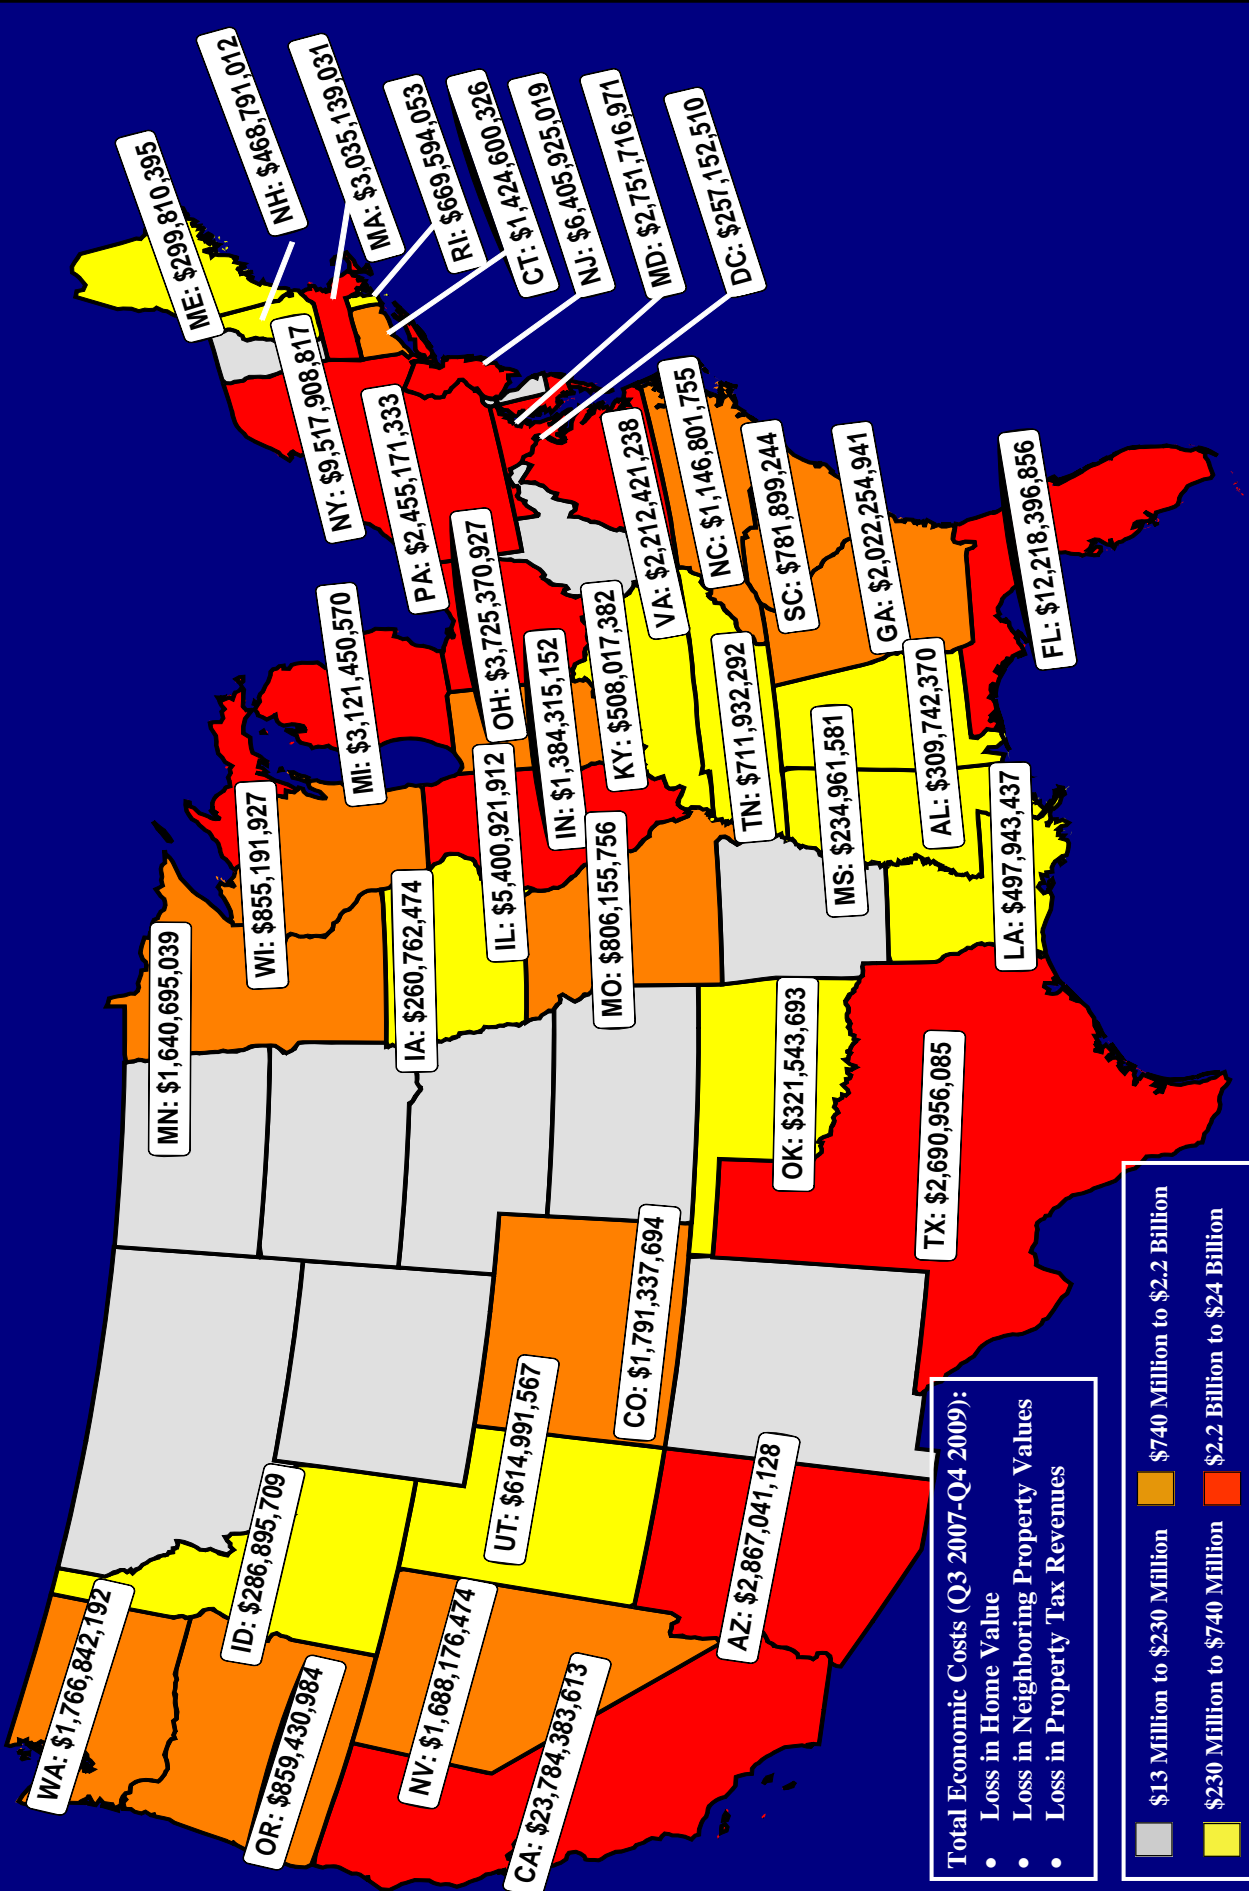 ME: $299,810,395
NH: $468,791,012
MA: $3,035,139,031
RI: $669,594,053
CT: $1,424,600,326
NJ: $6,405,925,019
MD: $2,751,716,971
DC: $257,152,510
NY: $9,517,908,817
PA: $2,455,171,333
VA: $2,212,421,238
NC: $1,146,801,755
SC: $781,899,244
GA: $2,022,254,941
FL: $12,218,396,856
MI: $3,121,450,570
OH: $3,725,370,927
IN: $1,384,315,152
KY: $508,017,382
TN: $711,932,292
MS: $234,961,581
AL: $309,742,370
LA: $497,943,437
WI: $855,191,927
IL: $5,400,921,912
MO: $806,155,756
MN: $1,640,695,039
IA: $260,762,474
OK: $321,543,693
TX: $2,690,956,085
CO: $1,791,337,694
UT: $614,991,567
AZ: $2,867,041,128
ID: $286,895,709
WA: $1,766,842,192
OR: $859,430,984
NV: $1,688,176,474
CA: $23,784,383,613
Total Economic Costs (Q3 2007-Q4 2009):
• Loss in Home Value
• Loss in Neighboring Property Values
• Loss in Property Tax Revenues
$13 Million to $230 Million
$740 Million to $2.2 Billion
$230 Million to $740 Million
$2.2 Billion to $24 Billion